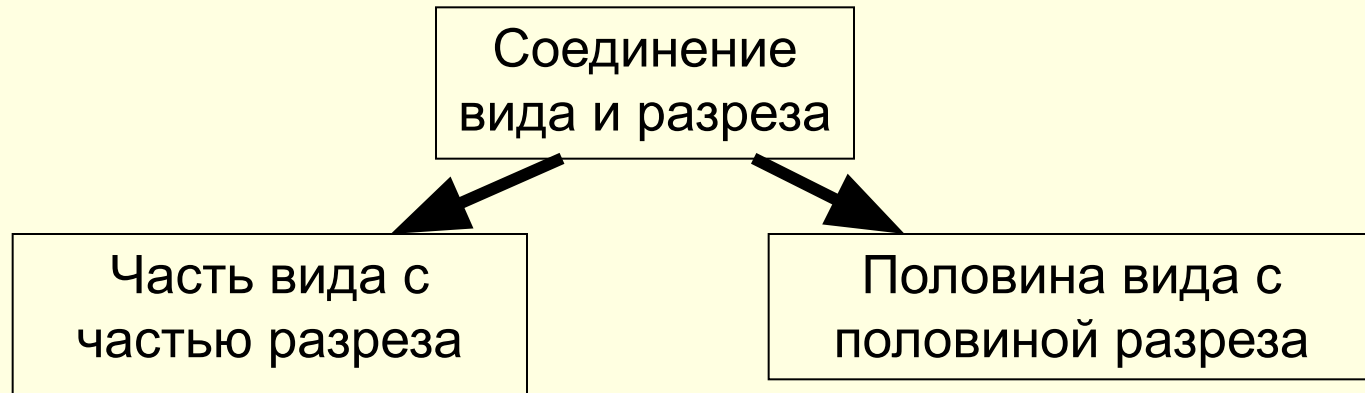 Соединение
вида и разреза
Часть вида с
частью разреза
Половина вида с
половиной разреза